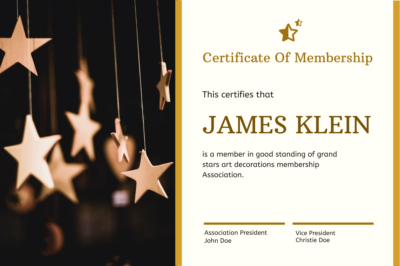 Certificate Of Membership
This certifies that
JAMES KLEIN
is a member in good standing of grand
stars art decorations membership
Association.
Association President
John Doe
Vice President
Christie Doe